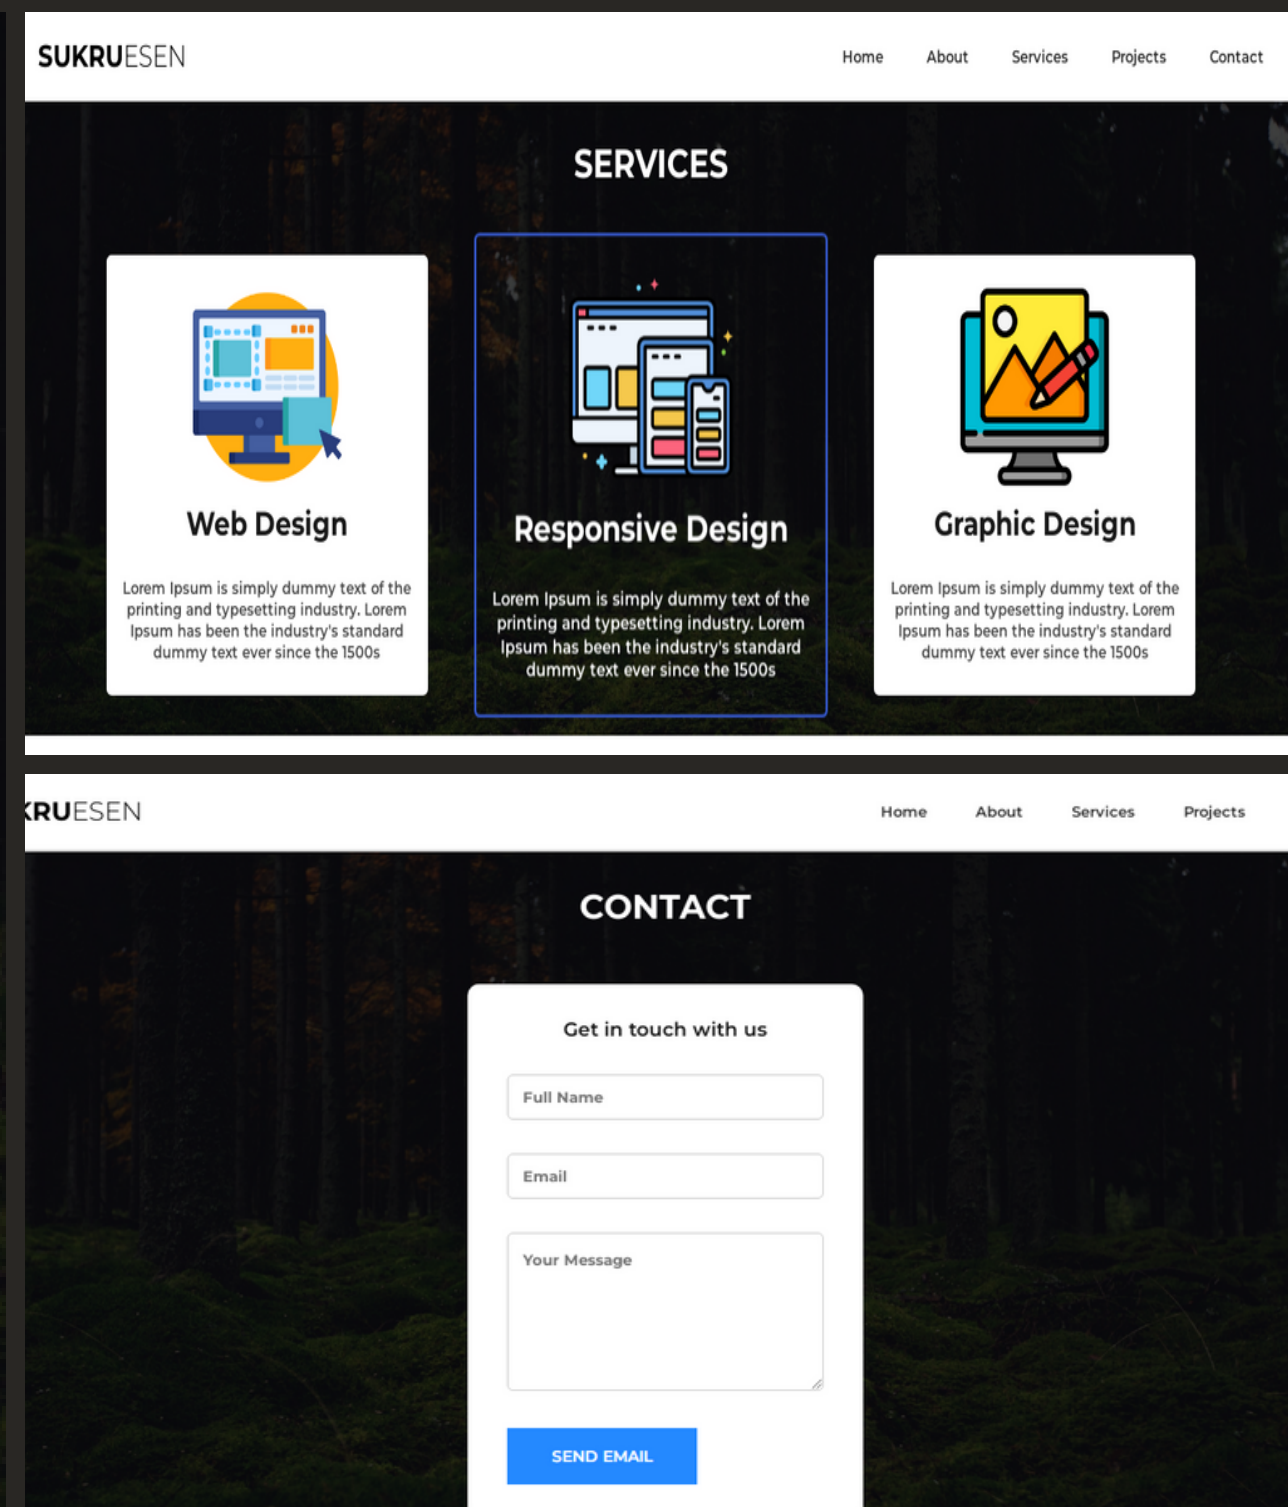 SUKRUESEN
Home About Services Projects Contact
SERVICES
Web Design
Lorem Ipsum is simply dummy text of the
printing and typesetting industry. Lorem
Ipsum has been the industry's standard
dummy text ever since the 1500s
Responsive Design
Lorem Ipsum is simply dummy text of the
printing and typesetting industry. Lorem
Ipsum has been the industry's standard
dummy text ever since the 1500s
Graphic Design
Lorem Ipsum is simply dummy text of the
printing and typesetting industry. Lorem
Ipsum has been the industry's standard
dummy text ever since the 1500s
KRUESEN
Home About Services Projects
CONTACT
Get in touch with us
Full Name
Email
Your Message
SEND EMAIL